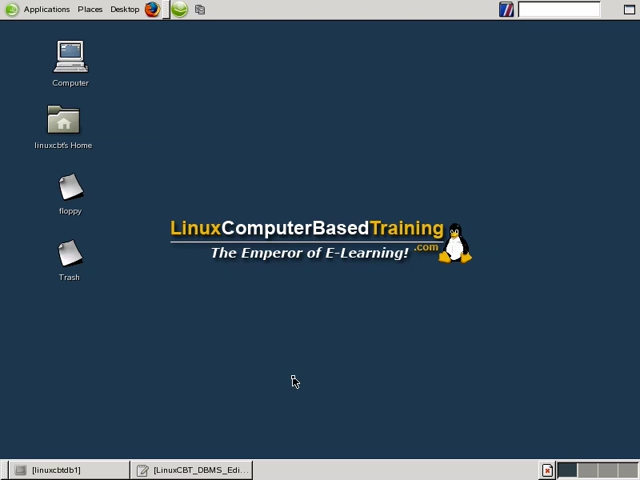 Applications Places Desktop
Computer
linuxcbt's Home
floppy
Trash
LinuxComputerBasedTraining
.com
The Emperor of E-Learning!
[linuxcbtdb1]
[LinuxCBT_DBMS_Edi...